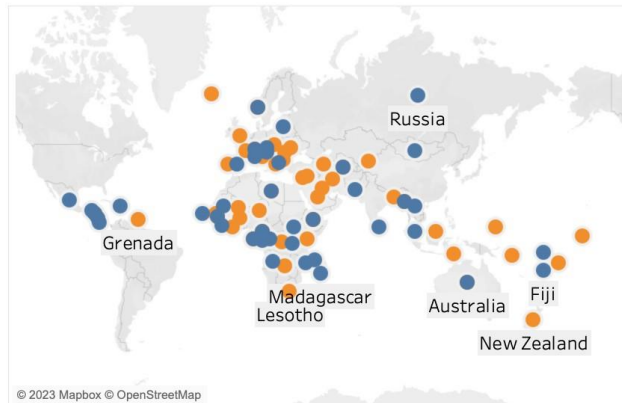 Russia
Grenada
Madagascar
Lesotho
Australia
Fiji
New Zealand
© 2023 Mapbox © OpenStreetMap